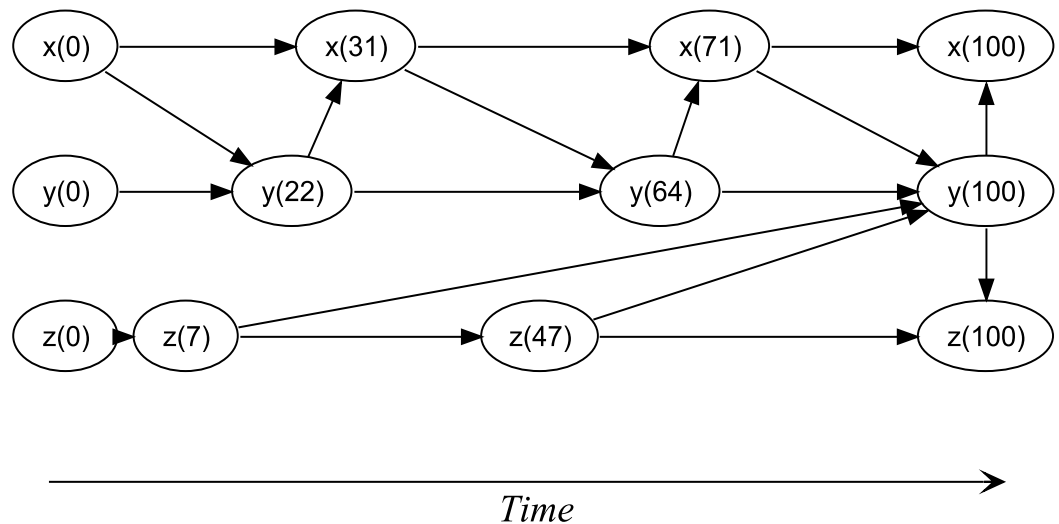 x(0) x(31) x(71) x(100)
y(0) y(22) y(64) y(100)
z(0) z(7) z(47) z(100)
Time